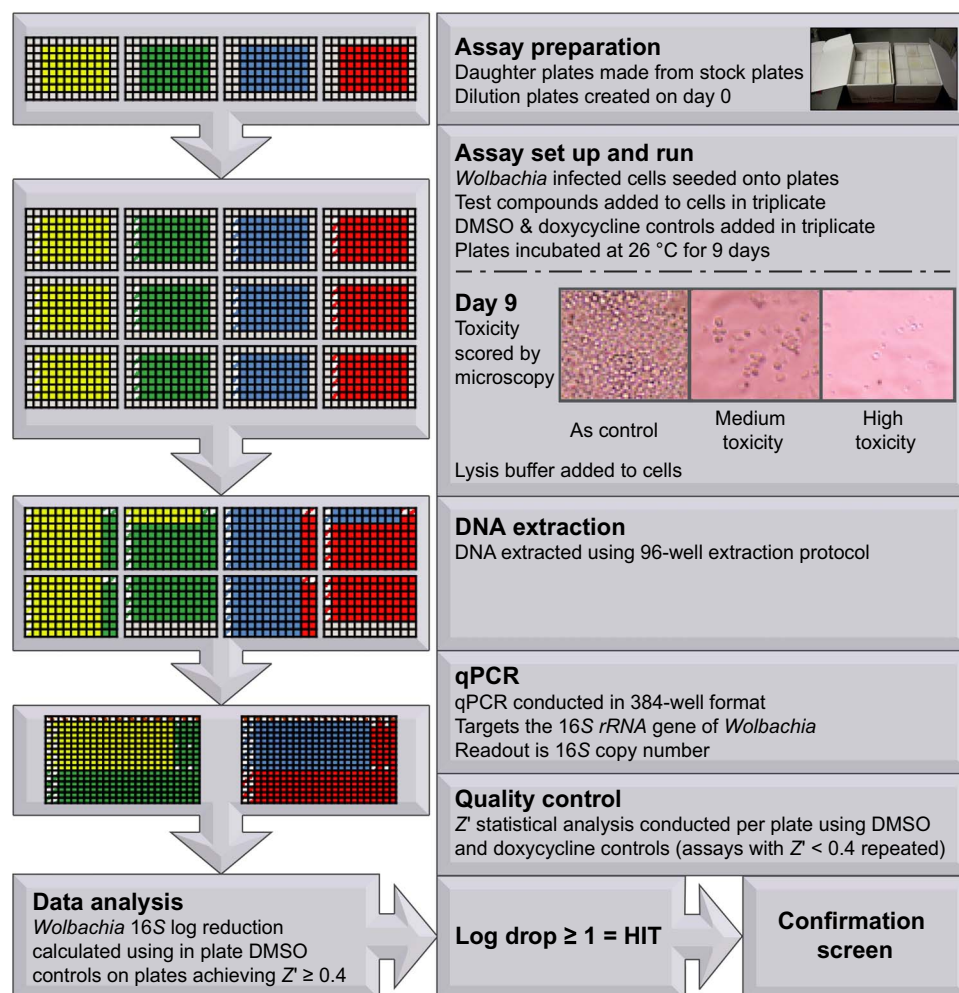 Assay preparation
Daughter plates made from stock plates
Dilution plates created on day 0
Assay set up and run
Wolbachia infected cells seeded onto plates
Test compounds added to cells in triplicate
DMSO & doxycycline controls added in triplicate
Plates incubated at 26 °C for 9 days
Day 9
Toxicity
scored by
microscopy
As control
Medium
toxicity
High
toxicity
Lysis buffer added to cells
DNA extraction
DNA extracted using 96-well extraction protocol
qPCR
qPCR conducted in 384-well format
Targets the 16S rRNA gene of Wolbachia
Readout is 16S copy number
Quality control
Z' statistical analysis conducted per plate using DMSO
and doxycycline controls (assays with Z' < 0.4 repeated)
Data analysis
Wolbachia 16S log reduction
calculated using in plate DMSO
controls on plates achieving Z' ≥ 0.4
Log drop ≥ 1 = HIT
Confirmation
screen